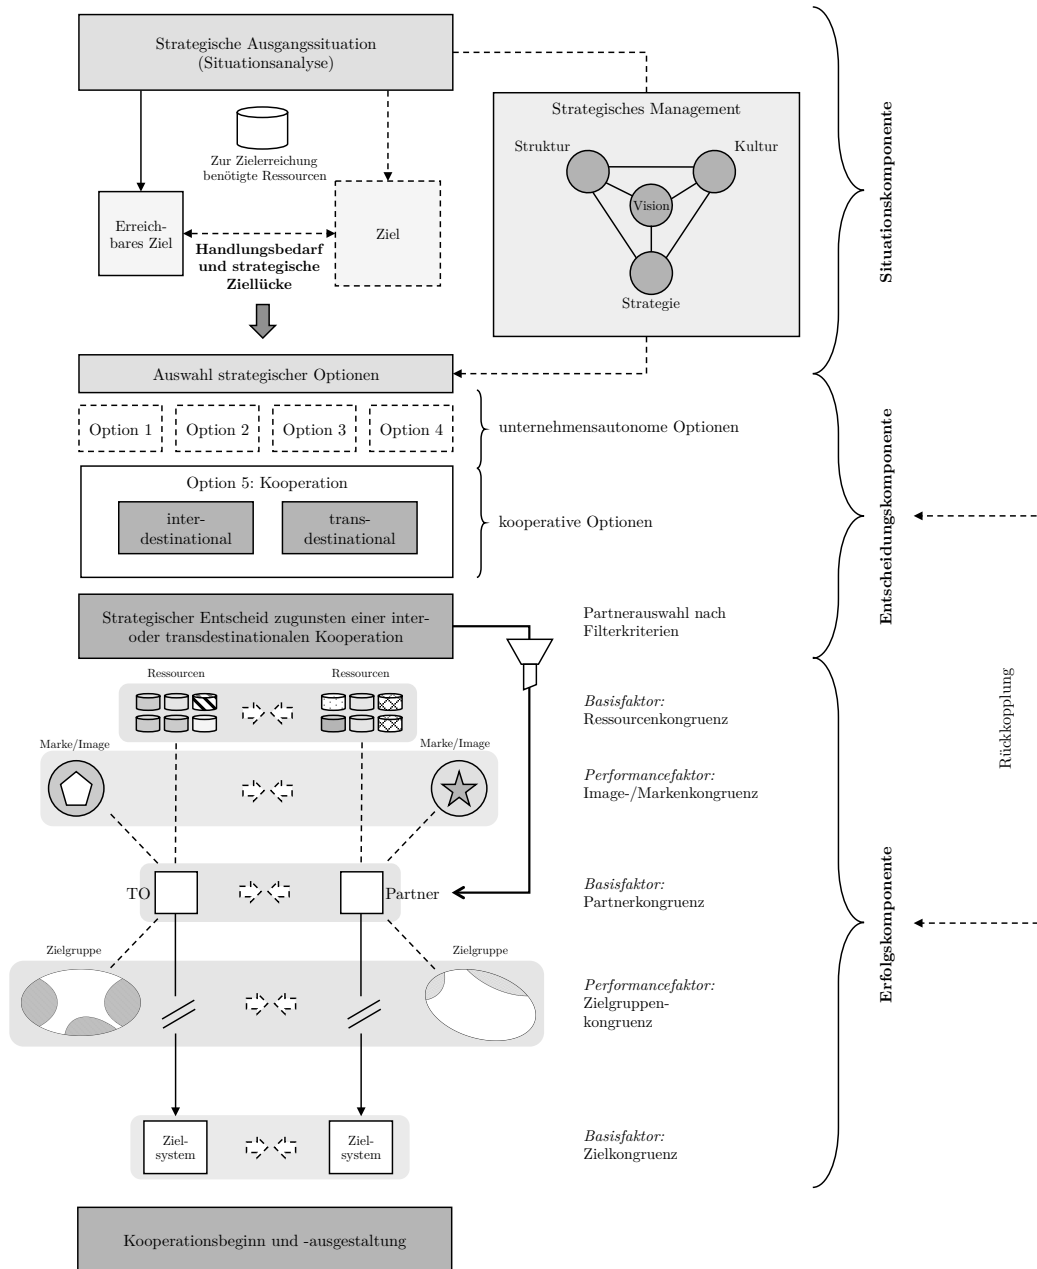 Strategische Ausgangssituation
(Situationsanalyse)
Strategisches Management
Struktur
Kultur
Vision
Strategie
Zur Zielerreichung
benötigte Ressourcen
Erreich-
bares Ziel
Ziel
Handlungsbedarf
und strategische
Ziellücke
Situationskomponente
Auswahl strategischer Optionen
Option 1
Option 2
Option 3
Option 4
unternehmensautonome Optionen
Option 5: Kooperation
inter-
destinational
trans-
destinational
kooperative Optionen
Entscheidungskomponente
Strategischer Entscheid zugunsten einer inter-
oder transdestinationalen Kooperation
Partnerauswahl nach
Filterkriterien
Ressourcen
Ressourcen
Basisfaktor:
Ressourcenkongruenz
Rückkopplung
Marke/Image
Marke/Image
Performancefaktor:
Image-/Markenkongruenz
TO
Partner
Basisfaktor:
Partnerkongruenz
Erfolgskomponente
Zielgruppe
Zielgruppe
Performancefaktor:
Zielgruppen-
kongruenz
Ziel-
system
Ziel-
system
Basisfaktor:
Zielkongruenz
Kooperationsbeginn und -ausgestaltung